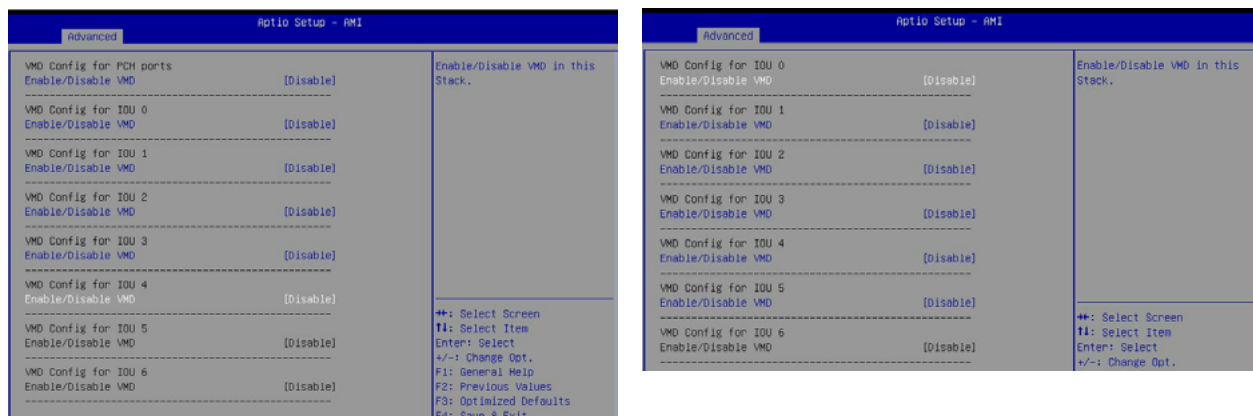 Aptio Setup - AMI
Advanced
VMD Config for PCH ports
Enable/Disable VMD [Disable]
VMD Config for IOU 0
Enable/Disable VMD [Disable]
VMD Config for IOU 1
Enable/Disable VMD [Disable]
VMD Config for IOU 2
Enable/Disable VMD [Disable]
VMD Config for IOU 3
Enable/Disable VMD [Disable]
VMD Config for IOU 4
Enable/Disable VMD [Disable]
VMD Config for IOU 5
Enable/Disable VMD [Disable]
VMD Config for IOU 6
Enable/Disable VMD [Disable]
Enable/Disable VMD in this
Stack.
++: Select Screen
↑↓: Select Item
Enter: Select
+/-: Change Opt.
F1: General Help
F2: Previous Values
F3: Optimized Defaults
F4: Save & Exit
Aptio Setup - AMI
Advanced
VMD Config for IOU 0
Enable/Disable VMD [Disable]
VMD Config for IOU 1
Enable/Disable VMD [Disable]
VMD Config for IOU 2
Enable/Disable VMD [Disable]
VMD Config for IOU 3
Enable/Disable VMD [Disable]
VMD Config for IOU 4
Enable/Disable VMD [Disable]
VMD Config for IOU 5
Enable/Disable VMD [Disable]
VMD Config for IOU 6
Enable/Disable VMD [Disable]
Enable/Disable VMD in this
Stack.
++: Select Screen
↑↓: Select Item
Enter: Select
+/-: Change Opt.